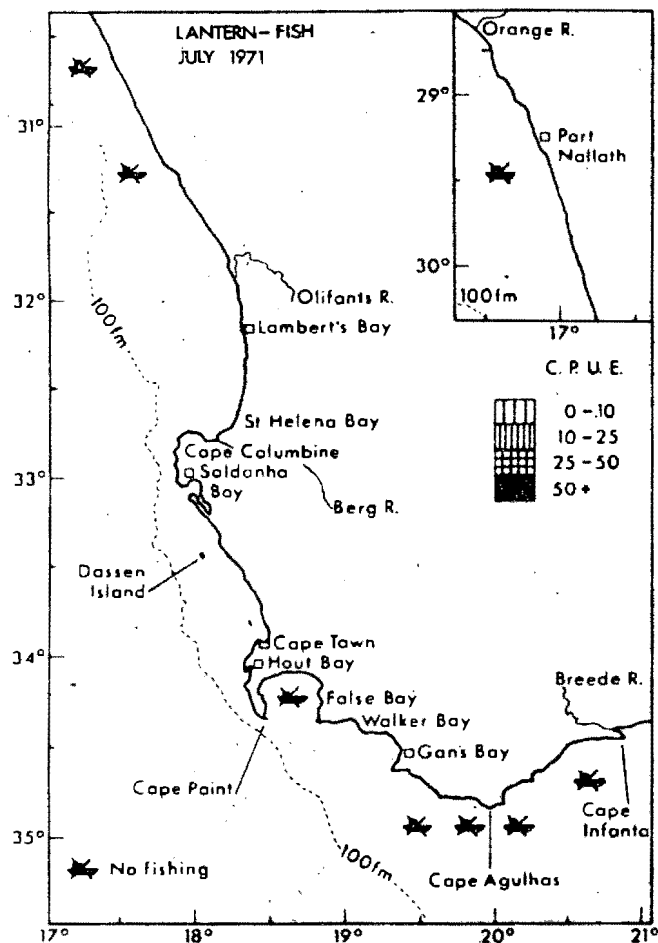 LANTERN-FISH
JULY 1971
Orange R.
29°
Port
Nallath
30°
100fm
17°
31°
32°
33°
34°
35°
100fm
Olifants R.
Lambert's Bay
C. P. U. E.
0-.10
10-25
25-50
50+
St Helena Bay
Cape Columbine
Saldanha
Bay
Berg R.
Dassen
Island
Cape Town
Hout Bay
False Bay
Walker Bay
Breede R.
Gan's Bay
Cape Point
Cape
Infanta
No fishing
100fm
Cape Agulhas
17°
18°
19°
20°
21°